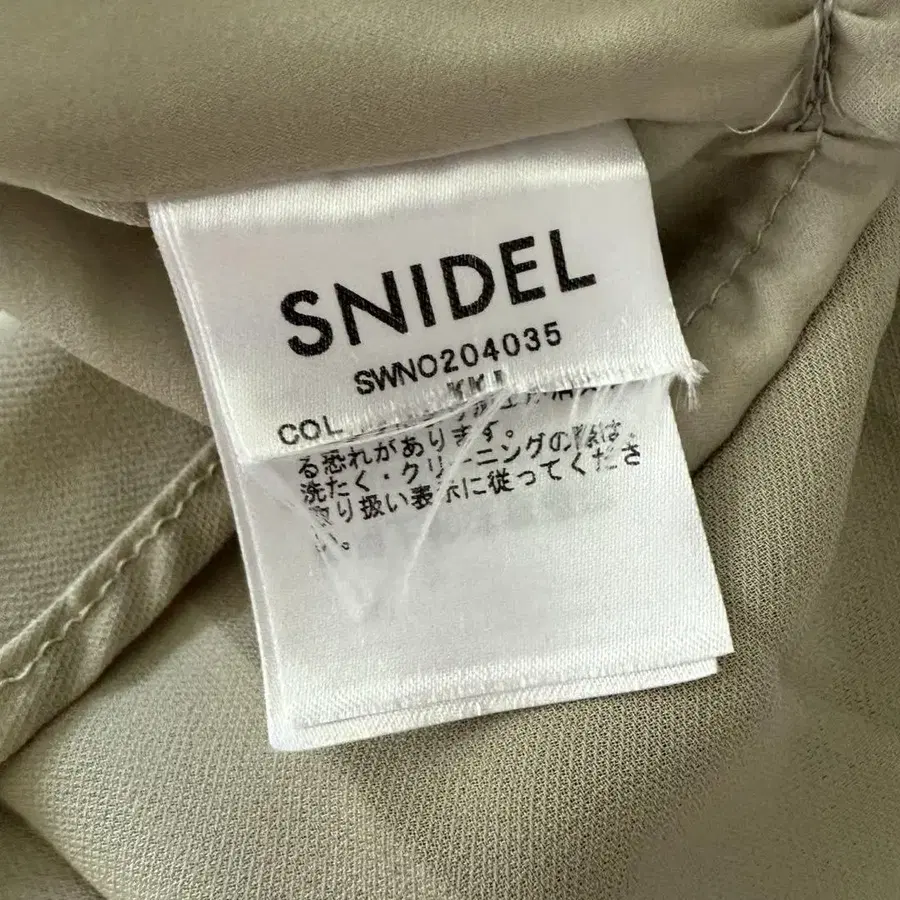 SNIDEL
SWNO204035
COL
る恐れがあります。
洗たく・クリーニングの際は、
取り扱い表示に従ってくださ
い。